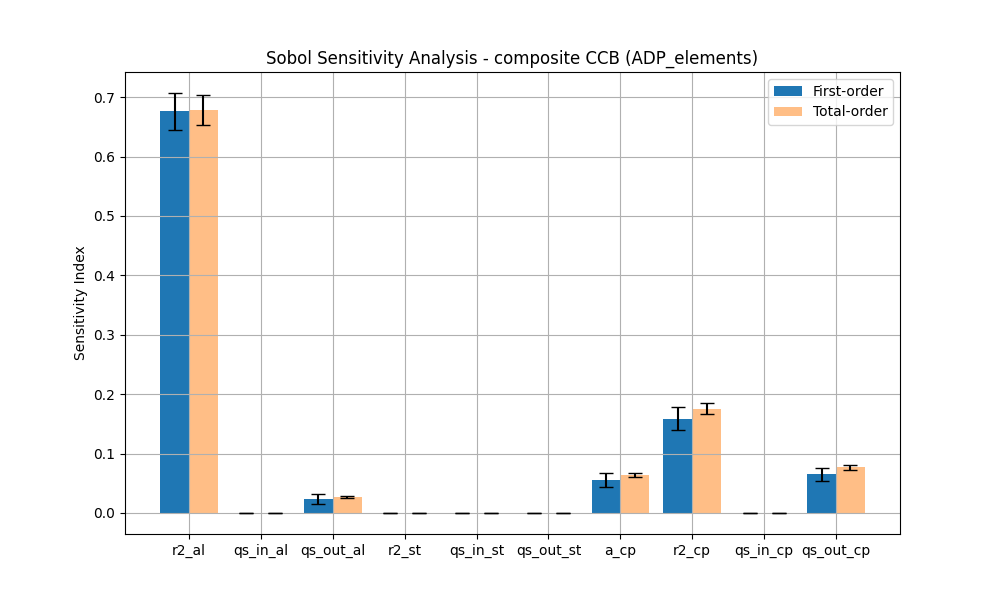 Sobol Sensitivity Analysis - composite CCB (ADP_elements)
First-order
Total-order
Sensitivity Index
0.7
0.6
0.5
0.4
0.3
0.2
0.1
0.0
r2_al qs_in_al qs_out_al r2_st qs_in_st qs_out_st a_cp r2_cp qs_in_cp qs_out_cp